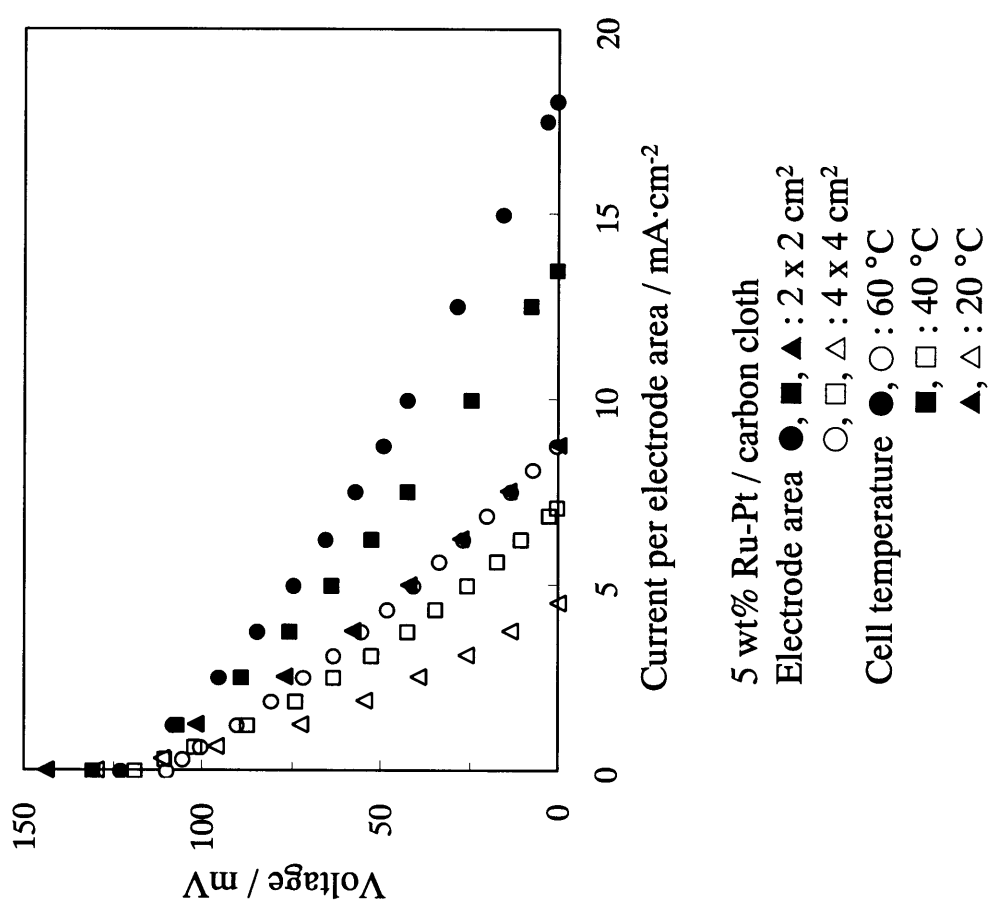 150
100
50
0
Voltage / mV
0
5
10
15
20
Current per electrode area / mA·cm-2
5 wt% Ru-Pt / carbon cloth
Electrode area ●, ■, ▲ : 2 x 2 cm2
○, □, △ : 4 x 4 cm2
Cell temperature ●, ○ : 60 °C
■, □ : 40 °C
▲, △ : 20 °C